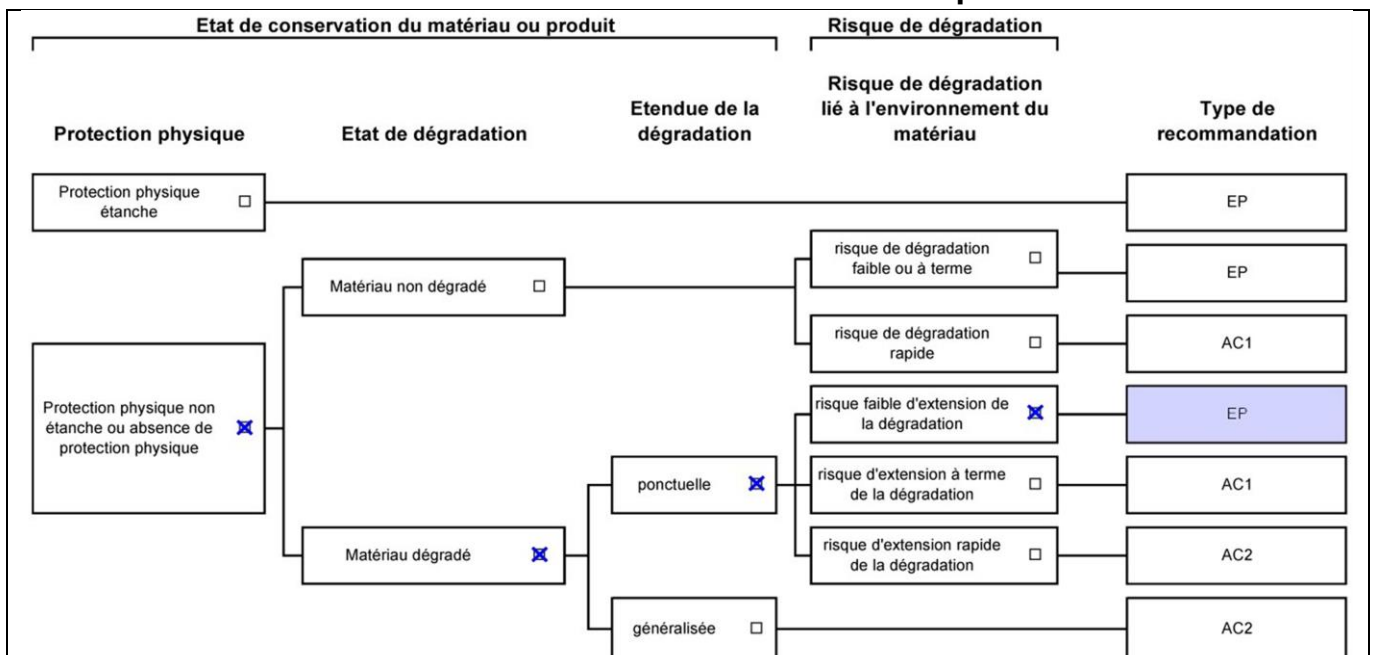 Etat de conservation du matériau ou produit
Risque de dégradation
Protection physique
Etat de dégradation
Etendue de la
dégradation
Risque de dégradation
lié à l'environnement du
matériau
Type de
recommandation
Protection physique
étanche
EP
risque de dégradation
faible ou à terme
EP
Matériau non dégradé
risque de dégradation
rapide
AC1
Protection physique non
étanche ou absence de
protection physique
risque faible d'extension de
la dégradation
EP
ponctuelle
risque d'extension à terme
de la dégradation
AC1
Matériau dégradé
risque d'extension rapide
de la dégradation
AC2
généralisée
AC2